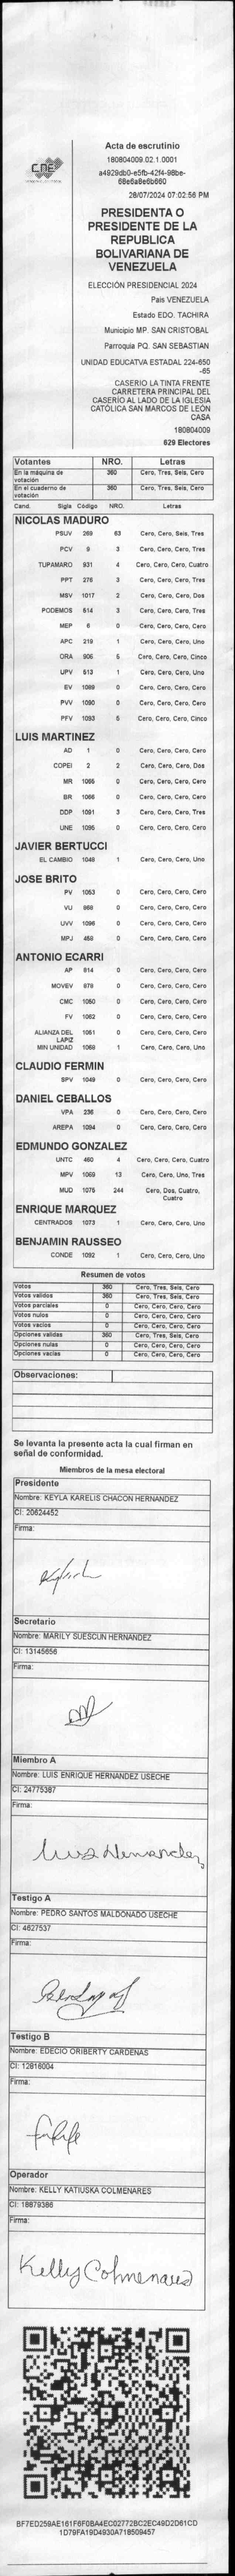 CNE
Acta de escrutinio
180804009.02.1.0001
a4929db0-e5fb-42f4-98be-
68e6a8e6b660
28/07/2024 07:02:56 PM
PRESIDENTA O
PRESIDENTE DE LA
REPUBLICA
BOLIVARIANA DE
VENEZUELA
ELECCIÓN PRESIDENCIAL 2024
País VENEZUELA
Estado EDO. TACHIRA
Municipio MP. SAN CRISTOBAL
Parroquia PQ. SAN SEBASTIAN
UNIDAD EDUCATIVA ESTADAL 224-650
-65
CASERIO LA TINTA FRENTE
CARRETERA PRINCIPAL DEL
CASERÍO AL LADO DE LA IGLESIA
CATÓLICA SAN MARCOS DE LEÓN
CASA
180804009
629 Electores
Votantes NRO. Letras
En la máquina de votación 360 Cero, Tres, Seis, Cero
En el cuaderno de votación 360 Cero, Tres, Seis, Cero
Cand. Sigla Código NRO. Letras
NICOLAS MADURO
PSUV 269 63 Cero, Cero, Seis, Tres
PCV 9 3 Cero, Cero, Cero, Tres
TUPAMARO 931 4 Cero, Cero, Cero, Cuatro
PPT 276 3 Cero, Cero, Cero, Tres
MSV 1017 2 Cero, Cero, Cero, Dos
PODEMOS 514 3 Cero, Cero, Cero, Tres
MEP 6 0 Cero, Cero, Cero, Cero
APC 219 1 Cero, Cero, Cero, Uno
ORA 906 5 Cero, Cero, Cero, Cinco
UPV 513 1 Cero, Cero, Cero, Uno
EV 1089 0 Cero, Cero, Cero, Cero
PVV 1090 0 Cero, Cero, Cero, Cero
PFV 1093 5 Cero, Cero, Cero, Cinco
LUIS MARTINEZ
AD 1 0 Cero, Cero, Cero, Cero
COPEI 2 2 Cero, Cero, Cero, Dos
MR 1065 0 Cero, Cero, Cero, Cero
BR 1066 0 Cero, Cero, Cero, Cero
DDP 1091 3 Cero, Cero, Cero, Tres
UNE 1095 0 Cero, Cero, Cero, Cero
JAVIER BERTUCCI
EL CAMBIO 1048 1 Cero, Cero, Cero, Uno
JOSE BRITO
PV 1053 0 Cero, Cero, Cero, Cero
VU 868 0 Cero, Cero, Cero, Cero
UVV 1096 0 Cero, Cero, Cero, Cero
MPJ 458 0 Cero, Cero, Cero, Cero
ANTONIO ECARRI
AP 814 0 Cero, Cero, Cero, Cero
MOVEV 979 0 Cero, Cero, Cero, Cero
CMC 1050 0 Cero, Cero, Cero, Cero
FV 1062 0 Cero, Cero, Cero, Cero
ALIANZA DEL LAPIZ 1051 0 Cero, Cero, Cero, Cero
MIN UNIDAD 1068 1 Cero, Cero, Cero, Uno
CLAUDIO FERMIN
SPV 1049 0 Cero, Cero, Cero, Cero
DANIEL CEBALLOS
VPA 236 0 Cero, Cero, Cero, Cero
AREPA 1094 0 Cero, Cero, Cero, Cero
EDMUNDO GONZALEZ
UNTC 460 4 Cero, Cero, Cero, Cuatro
MPV 1069 13 Cero, Cero, Uno, Tres
MUD 1075 244 Cero, Dos, Cuatro, Cuatro
ENRIQUE MARQUEZ
CENTRADOS 1073 1 Cero, Cero, Cero, Uno
BENJAMIN RAUSSEO
CONDE 1092 1 Cero, Cero, Cero, Uno
Resumen de votos
Votos 360 Cero, Tres, Seis, Cero
Votos validos 360 Cero, Tres, Seis, Cero
Votos parciales 0 Cero, Cero, Cero, Cero
Votos nulos 0 Cero, Cero, Cero, Cero
Votos vacios 0 Cero, Cero, Cero, Cero
Opciones validas 360 Cero, Tres, Seis, Cero
Opciones nulas 0 Cero, Cero, Cero, Cero
Opciones vacias 0 Cero, Cero, Cero, Cero
Observaciones:
Se levanta la presente acta la cual firman en
señal de conformidad.
Miembros de la mesa electoral
Presidente
Nombre: KEYLA KARELIS CHACON HERNANDEZ
CI: 20624452
Firma:
Secretario
Nombre: MARILY SUESCUN HERNANDEZ
CI: 13145656
Firma:
Miembro A
Nombre: LUIS ENRIQUE HERNANDEZ USECHE
CI: 24775387
Firma:
Luis Hernandez
Testigo A
Nombre: PEDRO SANTOS MALDONADO USECHE
CI: 4627537
Firma:
Testigo B
Nombre: EDECIO ORIBERTY CARDENAS
CI: 12816004
Firma:
Operador
Nombre: KELLY KATIUSKA COLMENARES
CI: 18879386
Firma:
Kelly Colmenares
BF7ED259AE161F6F0BA4EC02772BC2EC49D2D61CD
1D79FA19D4930A718509457